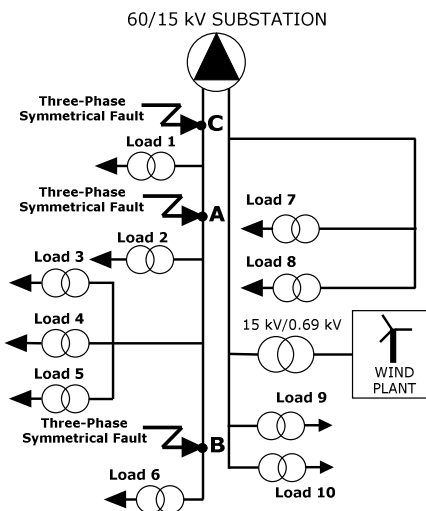 60/15 kV SUBSTATION
Three-Phase
Symmetrical Fault
C
Load 1
Three-Phase
Symmetrical Fault
A
Load 7
Load 2
Load 3
Load 8
Load 4
15 kV/0.69 kV
WIND
PLANT
Load 5
Load 9
Three-Phase
Symmetrical Fault
B
Load 6
Load 10